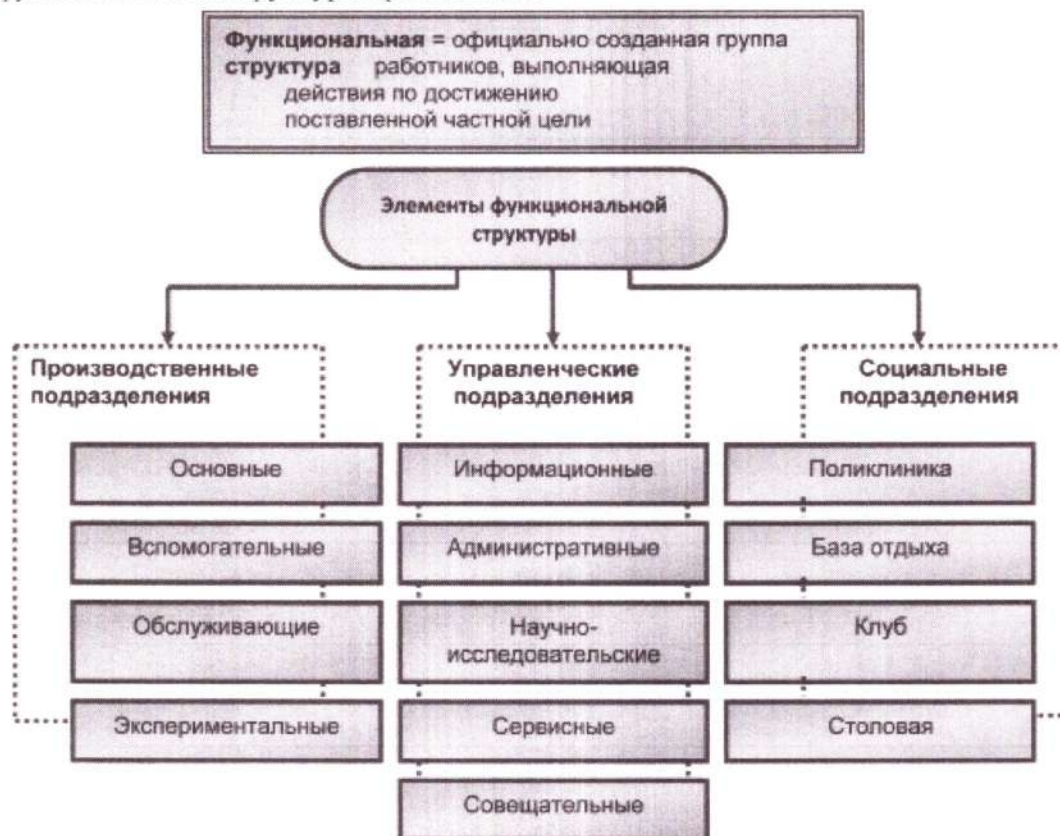 Функциональная = официально созданная группа
структура работников, выполняющая
действия по достижению
поставленной частной цели
Элементы функциональной
структуры
Производственные
подразделения
Основные
Вспомогательные
Обслуживающие
Экспериментальные
Управленческие
подразделения
Информационные
Административные
Научно-
исследовательские
Сервисные
Совещательные
Социальные
подразделения
Поликлиника
База отдыха
Клуб
Столовая